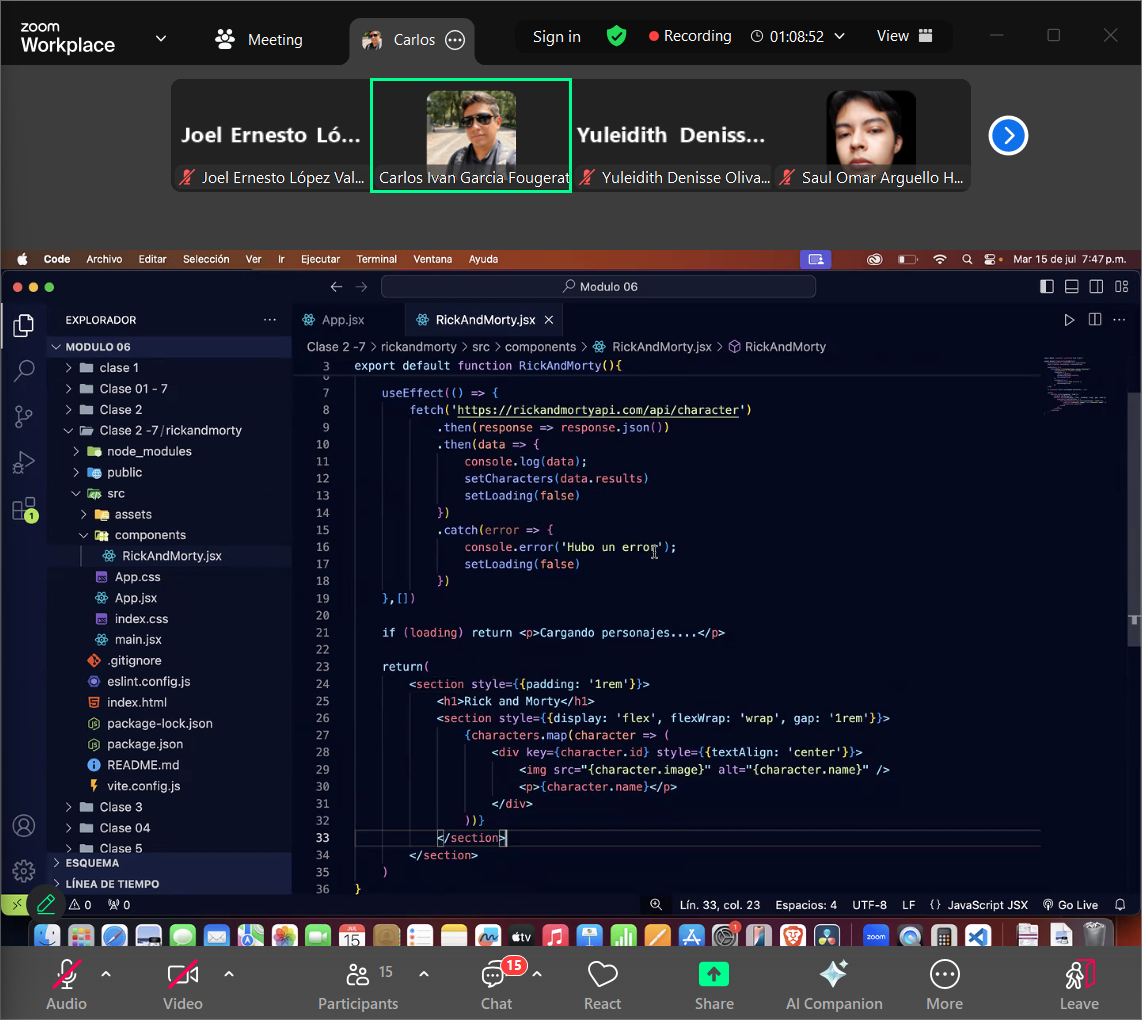 zoom
Workplace
Meeting
Carlos
Sign in
Recording
01:08:52
View
Joel Ernesto Ló...
Yuleidith Deniss...
Joel Ernesto López Val...
Carlos Ivan Garcia Fougerat
Yuleidith Denisse Oliva...
Saul Omar Arguello H...
Code Archivo Editar Selección Ver Ir Ejecutar Terminal Ventana Ayuda
Mar 15 de jul 7:47 p.m.
Modulo 06
EXPLORADOR
App.jsx
RickAndMorty.jsx
MODULO 06
clase 1
Clase 01 - 7
Clase 2
Clase 2 -7/rickandmorty
node_modules
public
src
assets
components
RickAndMorty.jsx
App.css
App.jsx
index.css
main.jsx
.gitignore
eslint.config.js
index.html
package-lock.json
package.json
README.md
vite.config.js
Clase 3
Clase 04
Clase 5
ESQUEMA
LÍNEA DE TIEMPO
1
Clase 2 -7 > rickandmorty > src > components > RickAndMorty.jsx > RickAndMorty
3 export default function RickAndMorty(){
6
7 useEffect(() => {
8 fetch('https://rickandmortyapi.com/api/character')
9 .then(response => response.json())
10 .then(data => {
11 console.log(data);
12 setCharacters(data.results)
13 setLoading(false)
14 })
15 .catch(error => {
16 console.error('Hubo un error');
17 setLoading(false)
18 })
19 },[])
20
21 if (loading) return <p>Cargando personajes....</p>
22
23 return(
24 <section style={{padding: '1rem'}}>
25 <h1>Rick and Morty</h1>
26 <section style={{display: 'flex', flexWrap: 'wrap', gap: '1rem'}}>
27 {characters.map(character => (
28 <div key={character.id} style={{textAlign: 'center'}}>
29 <img src="{character.image}" alt="{character.name}" />
30 <p>{character.name}</p>
31 </div>
32 ))}
33 </section>
34 </section>
35 )
36 }
0
0
Lín. 33, col. 23
Espacios: 4
UTF-8
LF
{} JavaScript JSX
Go Live
JUL
15
tv
1
zoom
Audio
Video
15
Participants
15
Chat
React
Share
AI Companion
More
Leave